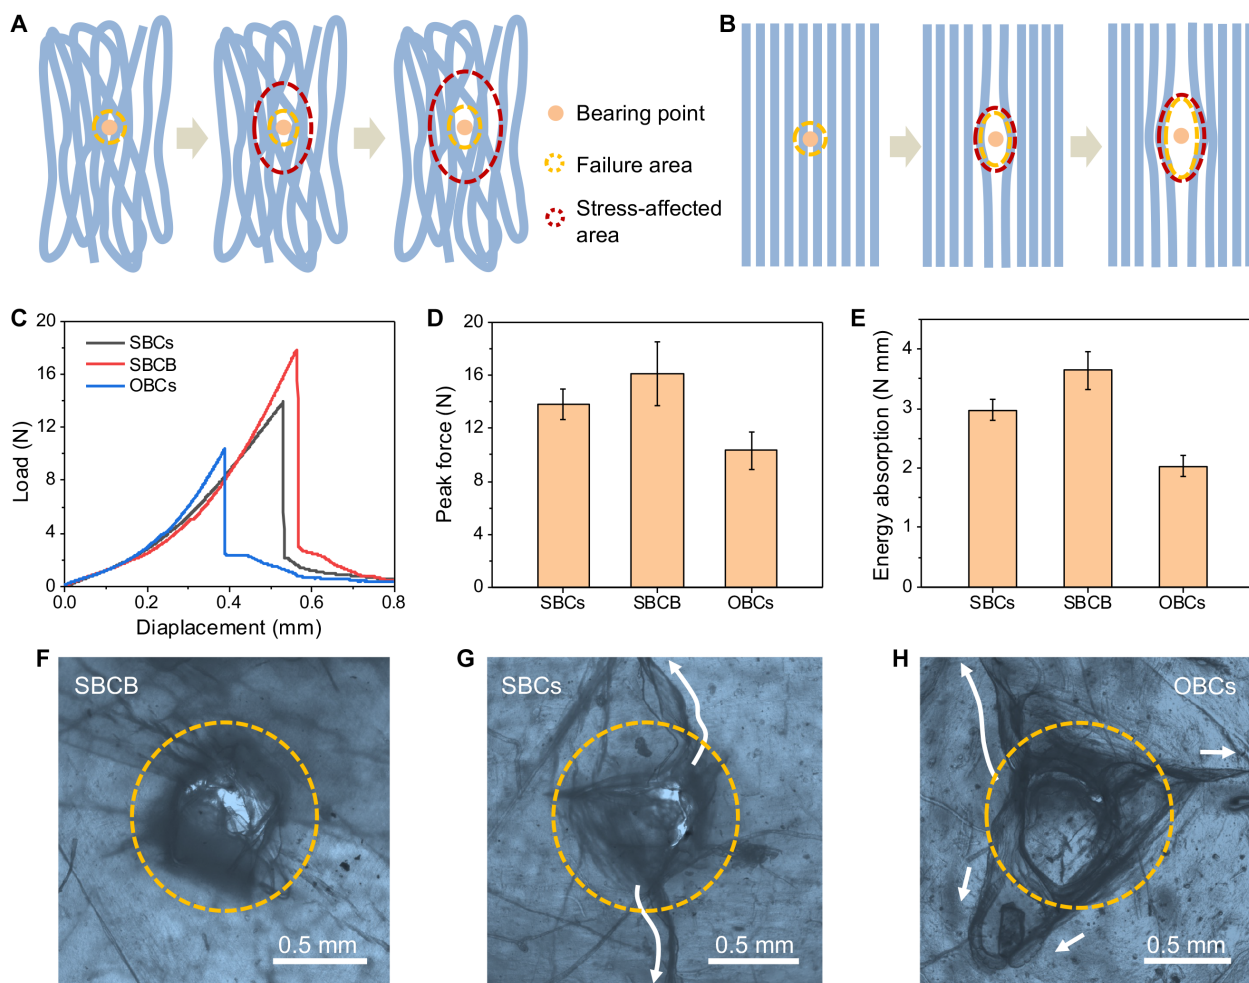 A
B
Bearing point
Failure area
Stress-affected
area
C
20
16
12
8
4
0
Load (N)
SBCs
SBCB
OBCs
0.0
0.2
0.4
0.6
0.8
Diaplacement (mm)
D
20
16
12
8
4
0
Peak force (N)
SBCs
SBCB
OBCs
E
4
3
2
1
0
Energy absorption (N mm)
SBCs
SBCB
OBCs
F
SBCB
0.5 mm
G
SBCs
0.5 mm
H
OBCs
0.5 mm